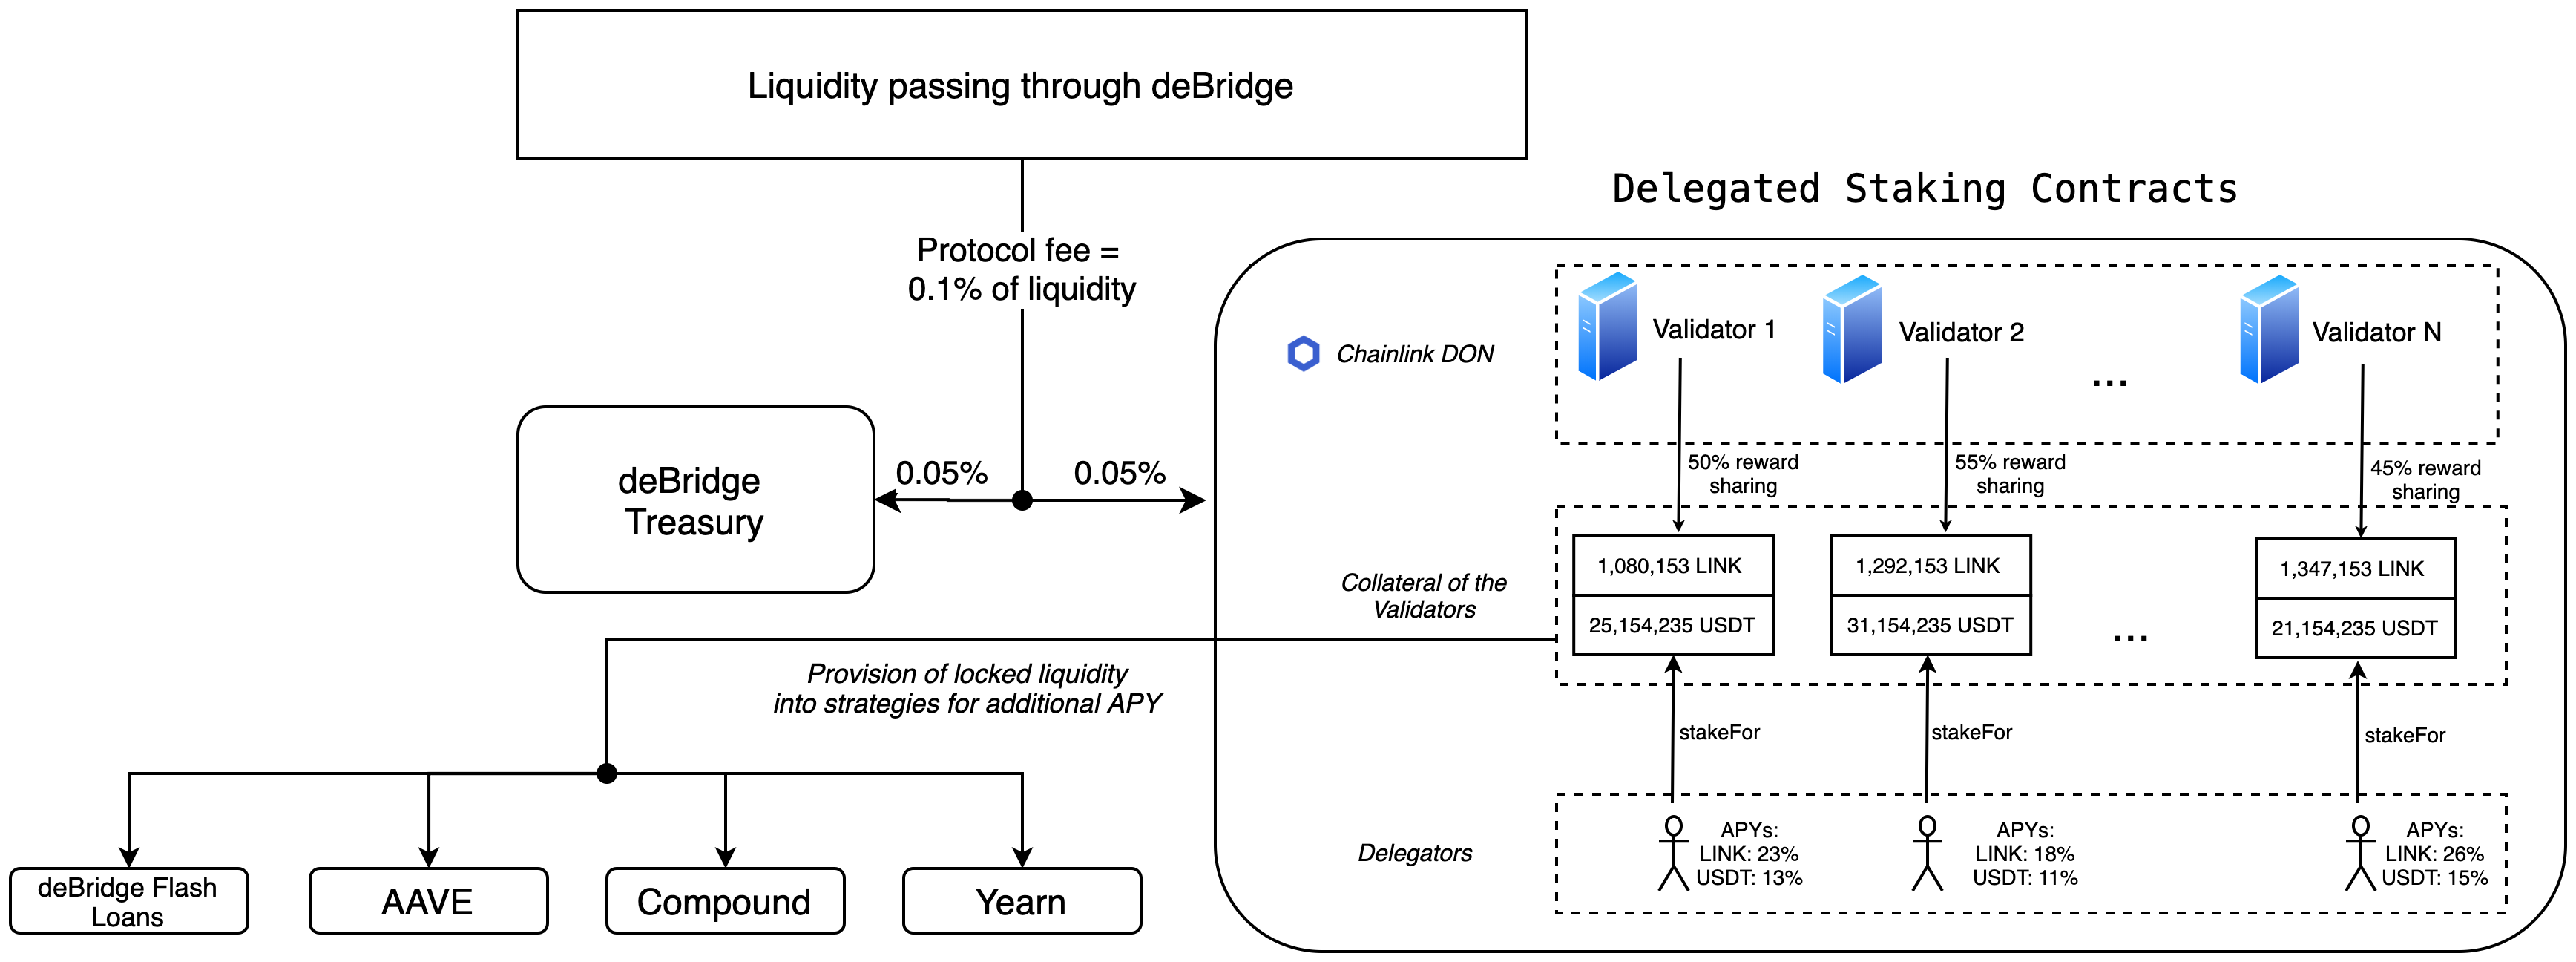 Liquidity passing through deBridge
Protocol fee =
0.1% of liquidity
deBridge
Treasury
0.05%
0.05%
Delegated Staking Contracts
Chainlink DON
Validator 1
Validator 2
...
Validator N
50% reward
sharing
55% reward
sharing
45% reward
sharing
Collateral of the
Validators
1,080,153 LINK
25,154,235 USDT
1,292,153 LINK
31,154,235 USDT
...
1,347,153 LINK
21,154,235 USDT
stakeFor
stakeFor
stakeFor
Delegators
APYs:
LINK: 23%
USDT: 13%
APYs:
LINK: 18%
USDT: 11%
APYs:
LINK: 26%
USDT: 15%
Provision of locked liquidity
into strategies for additional APY
deBridge Flash
Loans
AAVE
Compound
Yearn